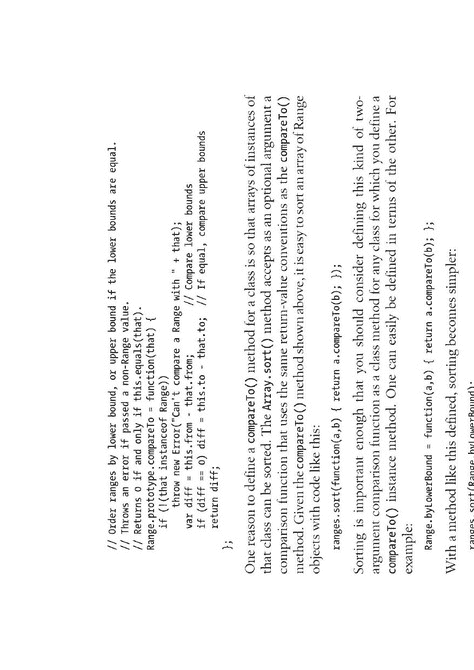 // Order ranges by lower bound, or upper bound if the lower bounds are equal.
// Throws an error if passed a non-Range value.
// Returns 0 if and only if this.equals(that).
Range.prototype.compareTo = function(that) {
if (!(that instanceof Range))
throw new Error("Can't compare a Range with " + that);
var diff = this.from - that.from; // Compare lower bounds
if (diff == 0) diff = this.to - that.to; // If equal, compare upper bounds
return diff;
};
One reason to define a compareTo() method for a class is so that arrays of instances of
that class can be sorted. The Array.sort() method accepts as an optional argument a
comparison function that uses the same return-value conventions as the compareTo()
method. Given the compareTo() method shown above, it is easy to sort an array of Range
objects with code like this:
ranges.sort(function(a,b) { return a.compareTo(b); });
Sorting is important enough that you should consider defining this kind of two-
argument comparison function as a class method for any class for which you define a
compareTo() instance method. One can easily be defined in terms of the other. For
example:
Range.byLowerBound = function(a,b) { return a.compareTo(b); };
With a method like this defined, sorting becomes simpler:
ranges.sort(Range.byLowerBound);